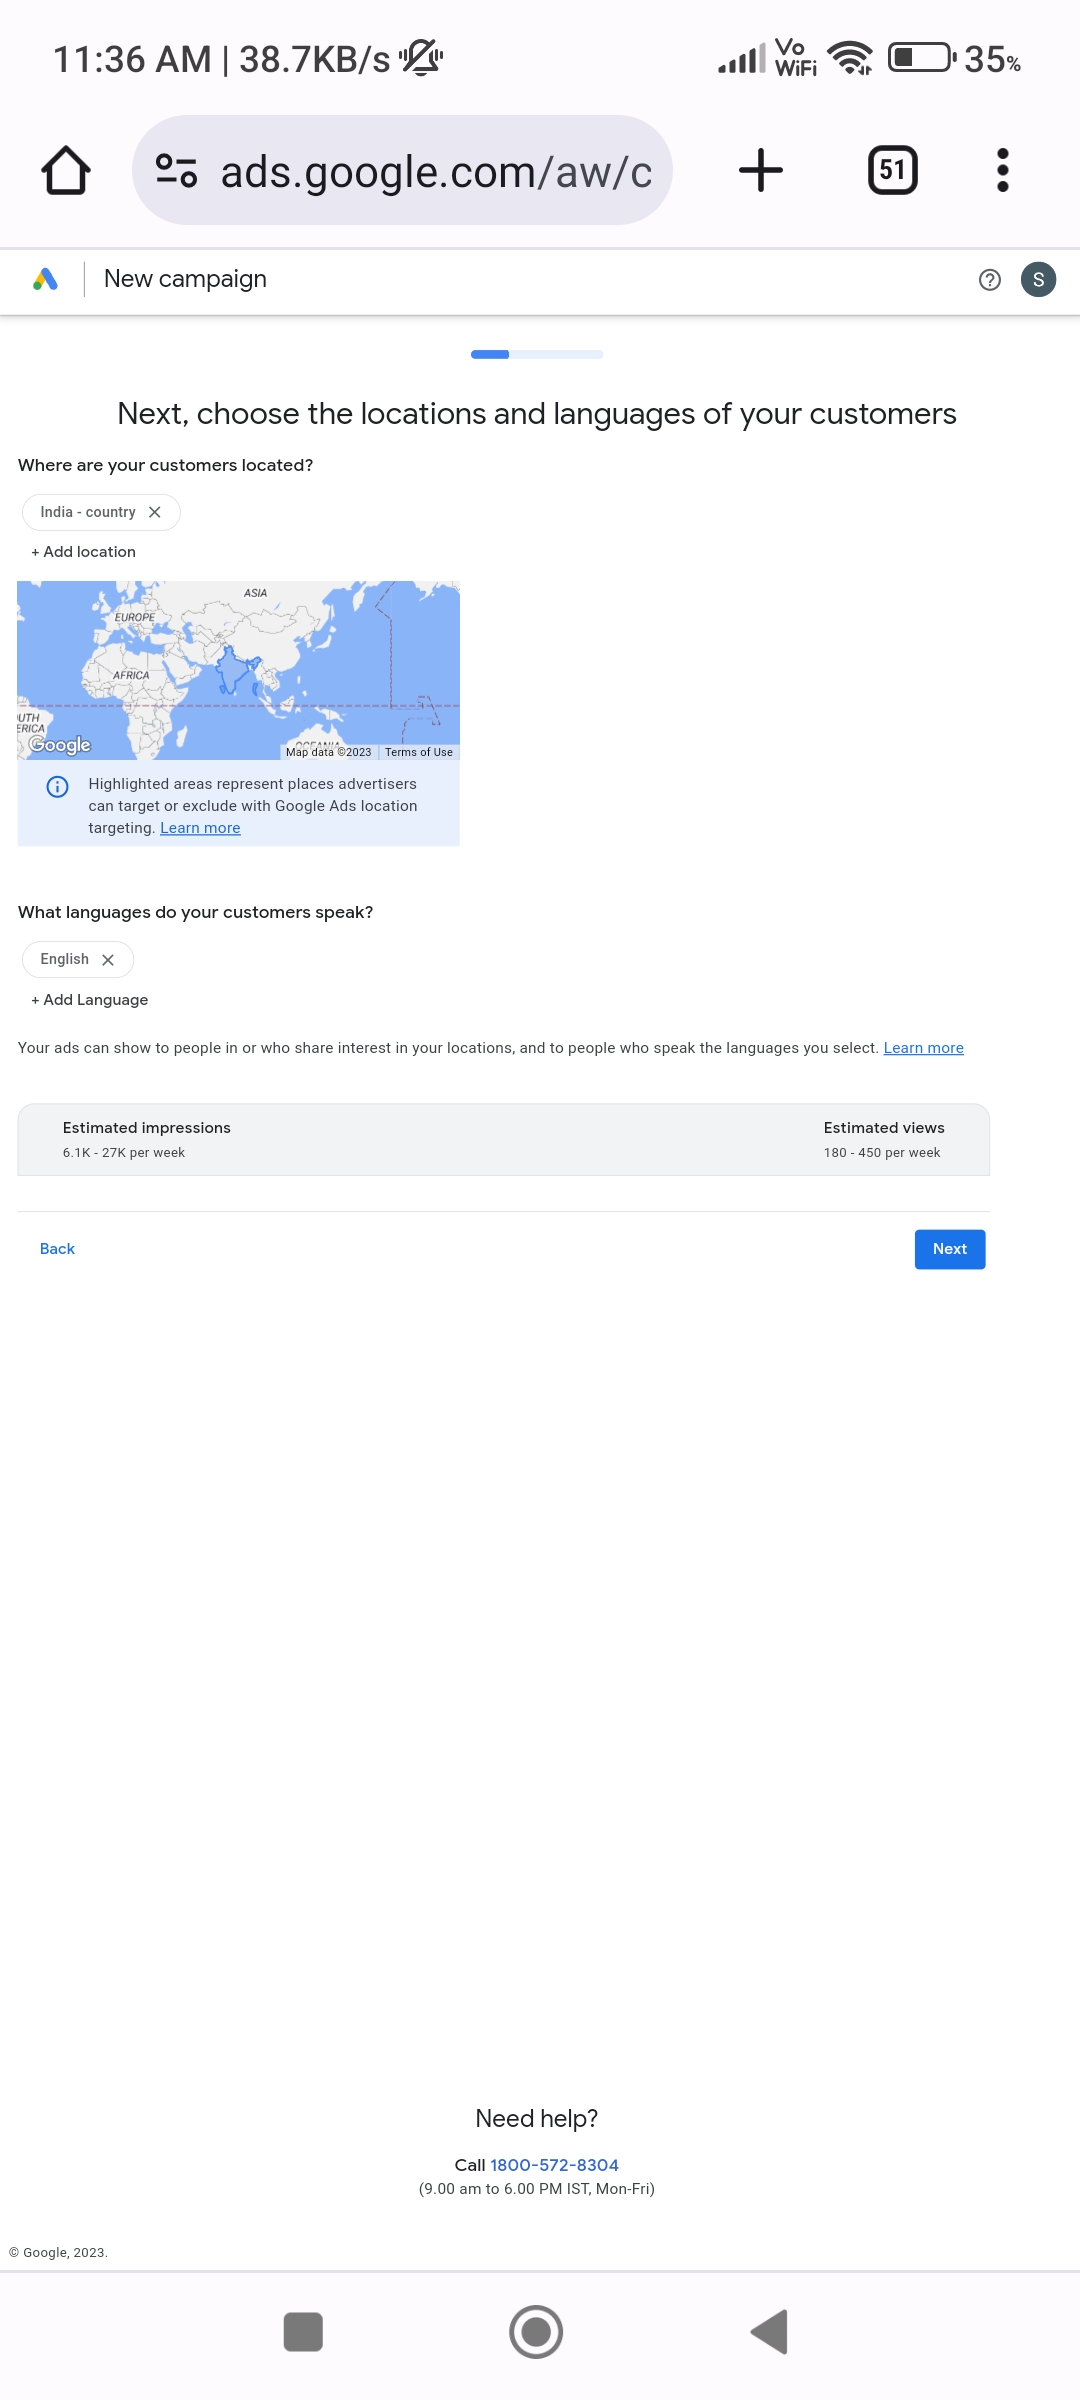 11:36 AM | 38.7KB/s Vo WiFi 35%
ads.google.com/aw/c 51
New campaign S
Next, choose the locations and languages of your customers
Where are your customers located?
India - country
+ Add location
ASIA
EUROPE
AFRICA
UTH
ERICA
OCEANIA
Google Map data ©2023 Terms of Use
Highlighted areas represent places advertisers
can target or exclude with Google Ads location
targeting. Learn more
What languages do your customers speak?
English
+ Add Language
Your ads can show to people in or who share interest in your locations, and to people who speak the languages you select. Learn more
Estimated impressions Estimated views
6.1K - 27K per week 180 - 450 per week
Back Next
Need help?
Call 1800-572-8304
(9.00 am to 6.00 PM IST, Mon-Fri)
© Google, 2023.